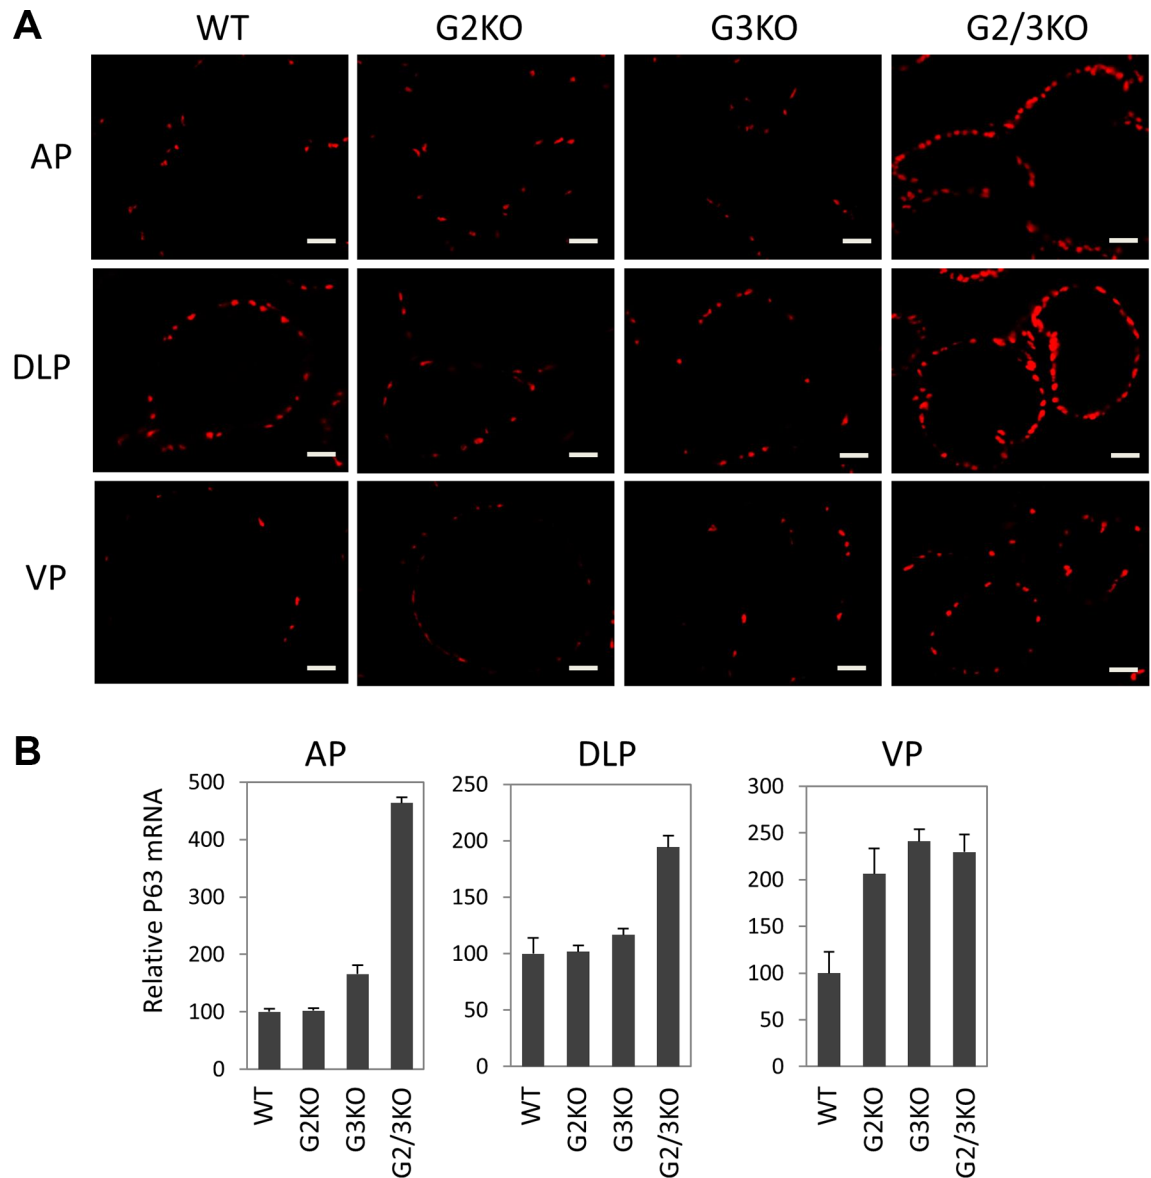 A
WT G2KO G3KO G2/3KO
AP
DLP
VP
B
AP DLP VP
Relative P63 mRNA
500
400
300
200
100
0
WT G2KO G3KO G2/3KO
250
200
150
100
50
0
WT G2KO G3KO G2/3KO
300
250
200
150
100
50
0
WT G2KO G3KO G2/3KO